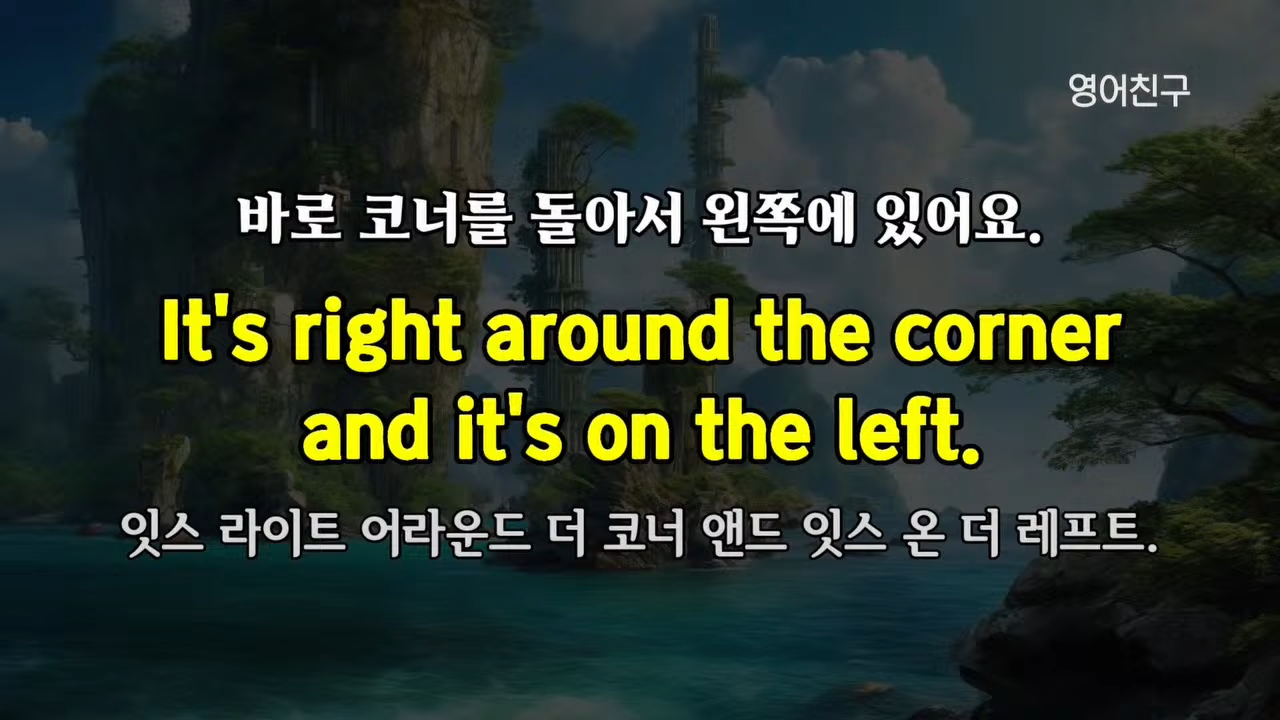 영어친구
바로 코너를 돌아서 왼쪽에 있어요.
It's right around the corner
and it's on the left.
잇스 라이트 어라운드 더 코너 앤드 잇스 온 더 레프트.